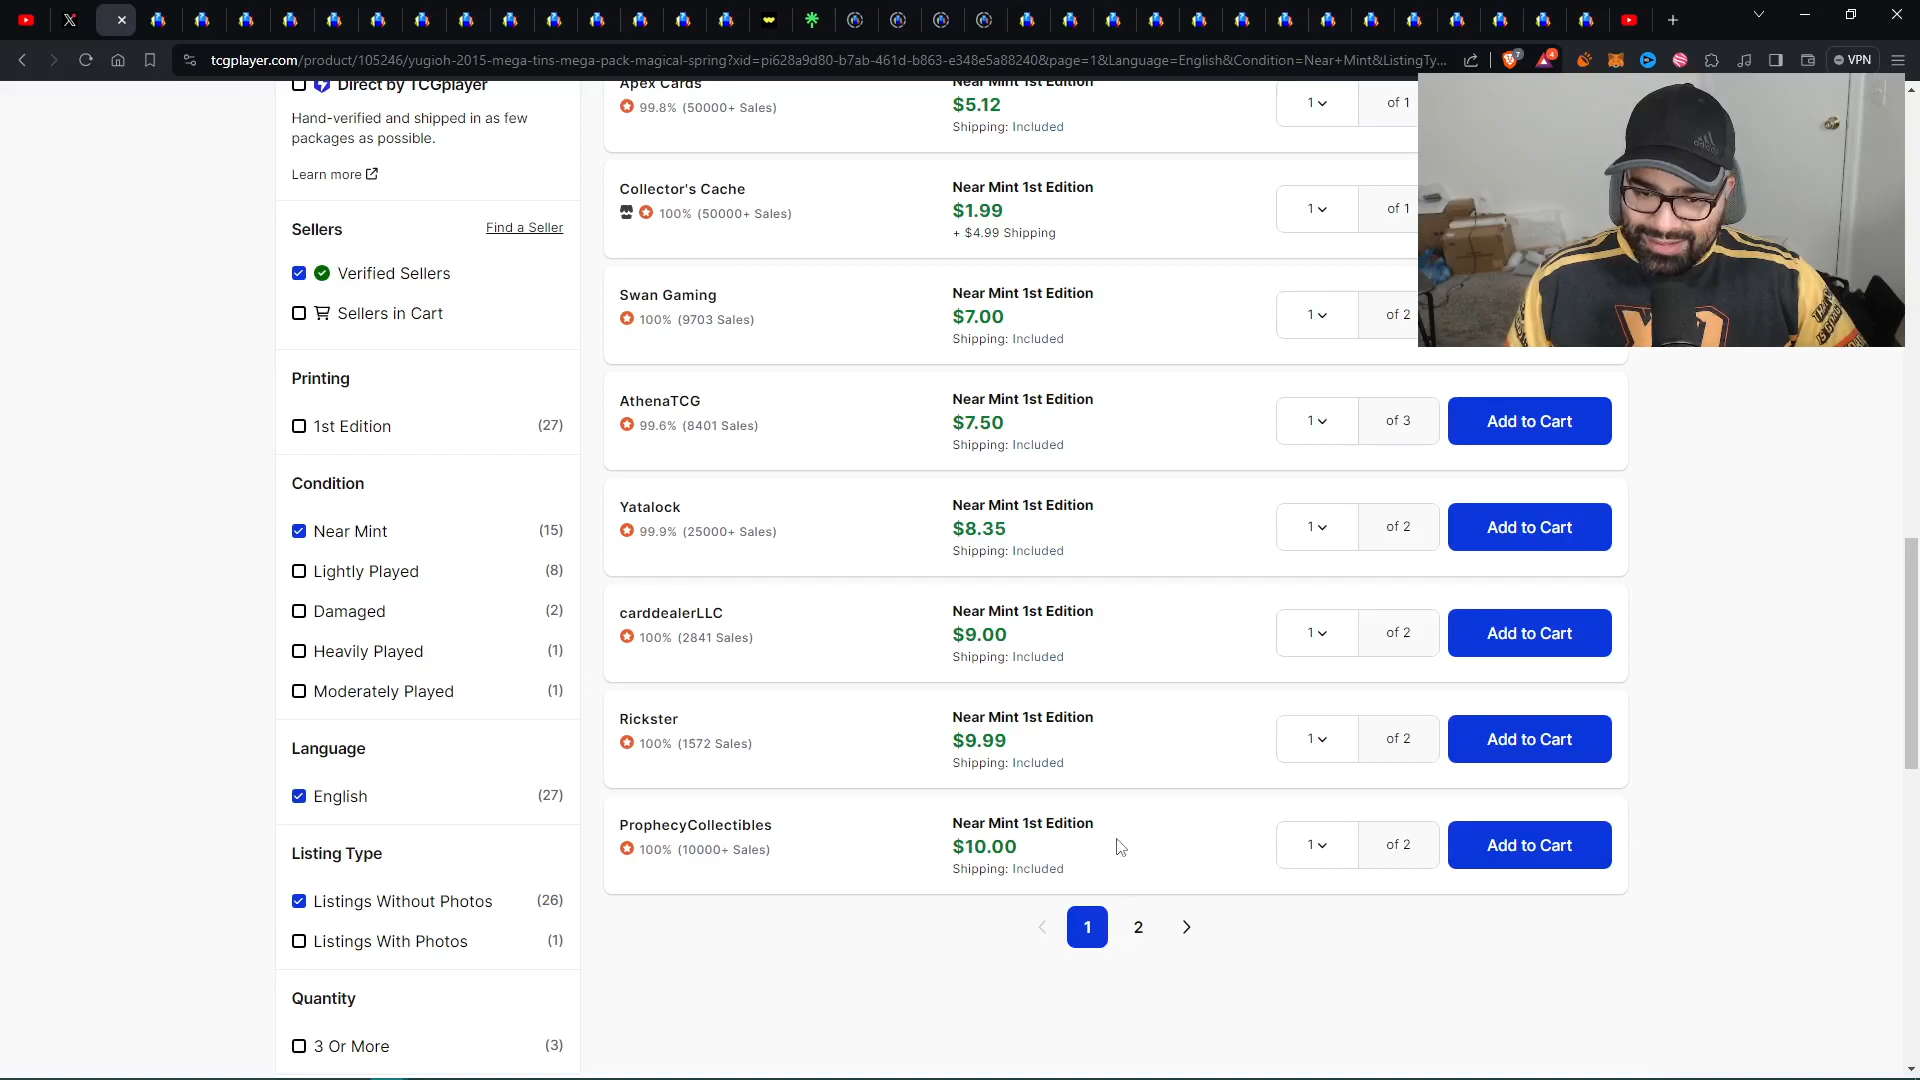 tcgplayer.com/product/105246/yugioh-2015-mega-tins-mega-pack-magical-spring?xid=pi628a9d80-b7ab-461d-b863-e348e5a88240&page=1&Language=English&Condition=Near+Mint&ListingTy...
7
4
VPN
Direct by TCGplayer
Hand-verified and shipped in as few
packages as possible.
Learn more
Sellers
Find a Seller
Verified Sellers
Sellers in Cart
Printing
1st Edition (27)
Condition
Near Mint (15)
Lightly Played (8)
Damaged (2)
Heavily Played (1)
Moderately Played (1)
Language
English (27)
Listing Type
Listings Without Photos (26)
Listings With Photos (1)
Quantity
3 Or More (3)
Apex Cards
99.8% (50000+ Sales)
Near Mint 1st Edition
$5.12
Shipping: Included
1 of 1
Collector's Cache
100% (50000+ Sales)
Near Mint 1st Edition
$1.99
+ $4.99 Shipping
1 of 1
Swan Gaming
100% (9703 Sales)
Near Mint 1st Edition
$7.00
Shipping: Included
1 of 2
AthenaTCG
99.6% (8401 Sales)
Near Mint 1st Edition
$7.50
Shipping: Included
1 of 3
Add to Cart
Yatalock
99.9% (25000+ Sales)
Near Mint 1st Edition
$8.35
Shipping: Included
1 of 2
Add to Cart
carddealerLLC
100% (2841 Sales)
Near Mint 1st Edition
$9.00
Shipping: Included
1 of 2
Add to Cart
Rickster
100% (1572 Sales)
Near Mint 1st Edition
$9.99
Shipping: Included
1 of 2
Add to Cart
ProphecyCollectibles
100% (10000+ Sales)
Near Mint 1st Edition
$10.00
Shipping: Included
1 of 2
Add to Cart
1 2